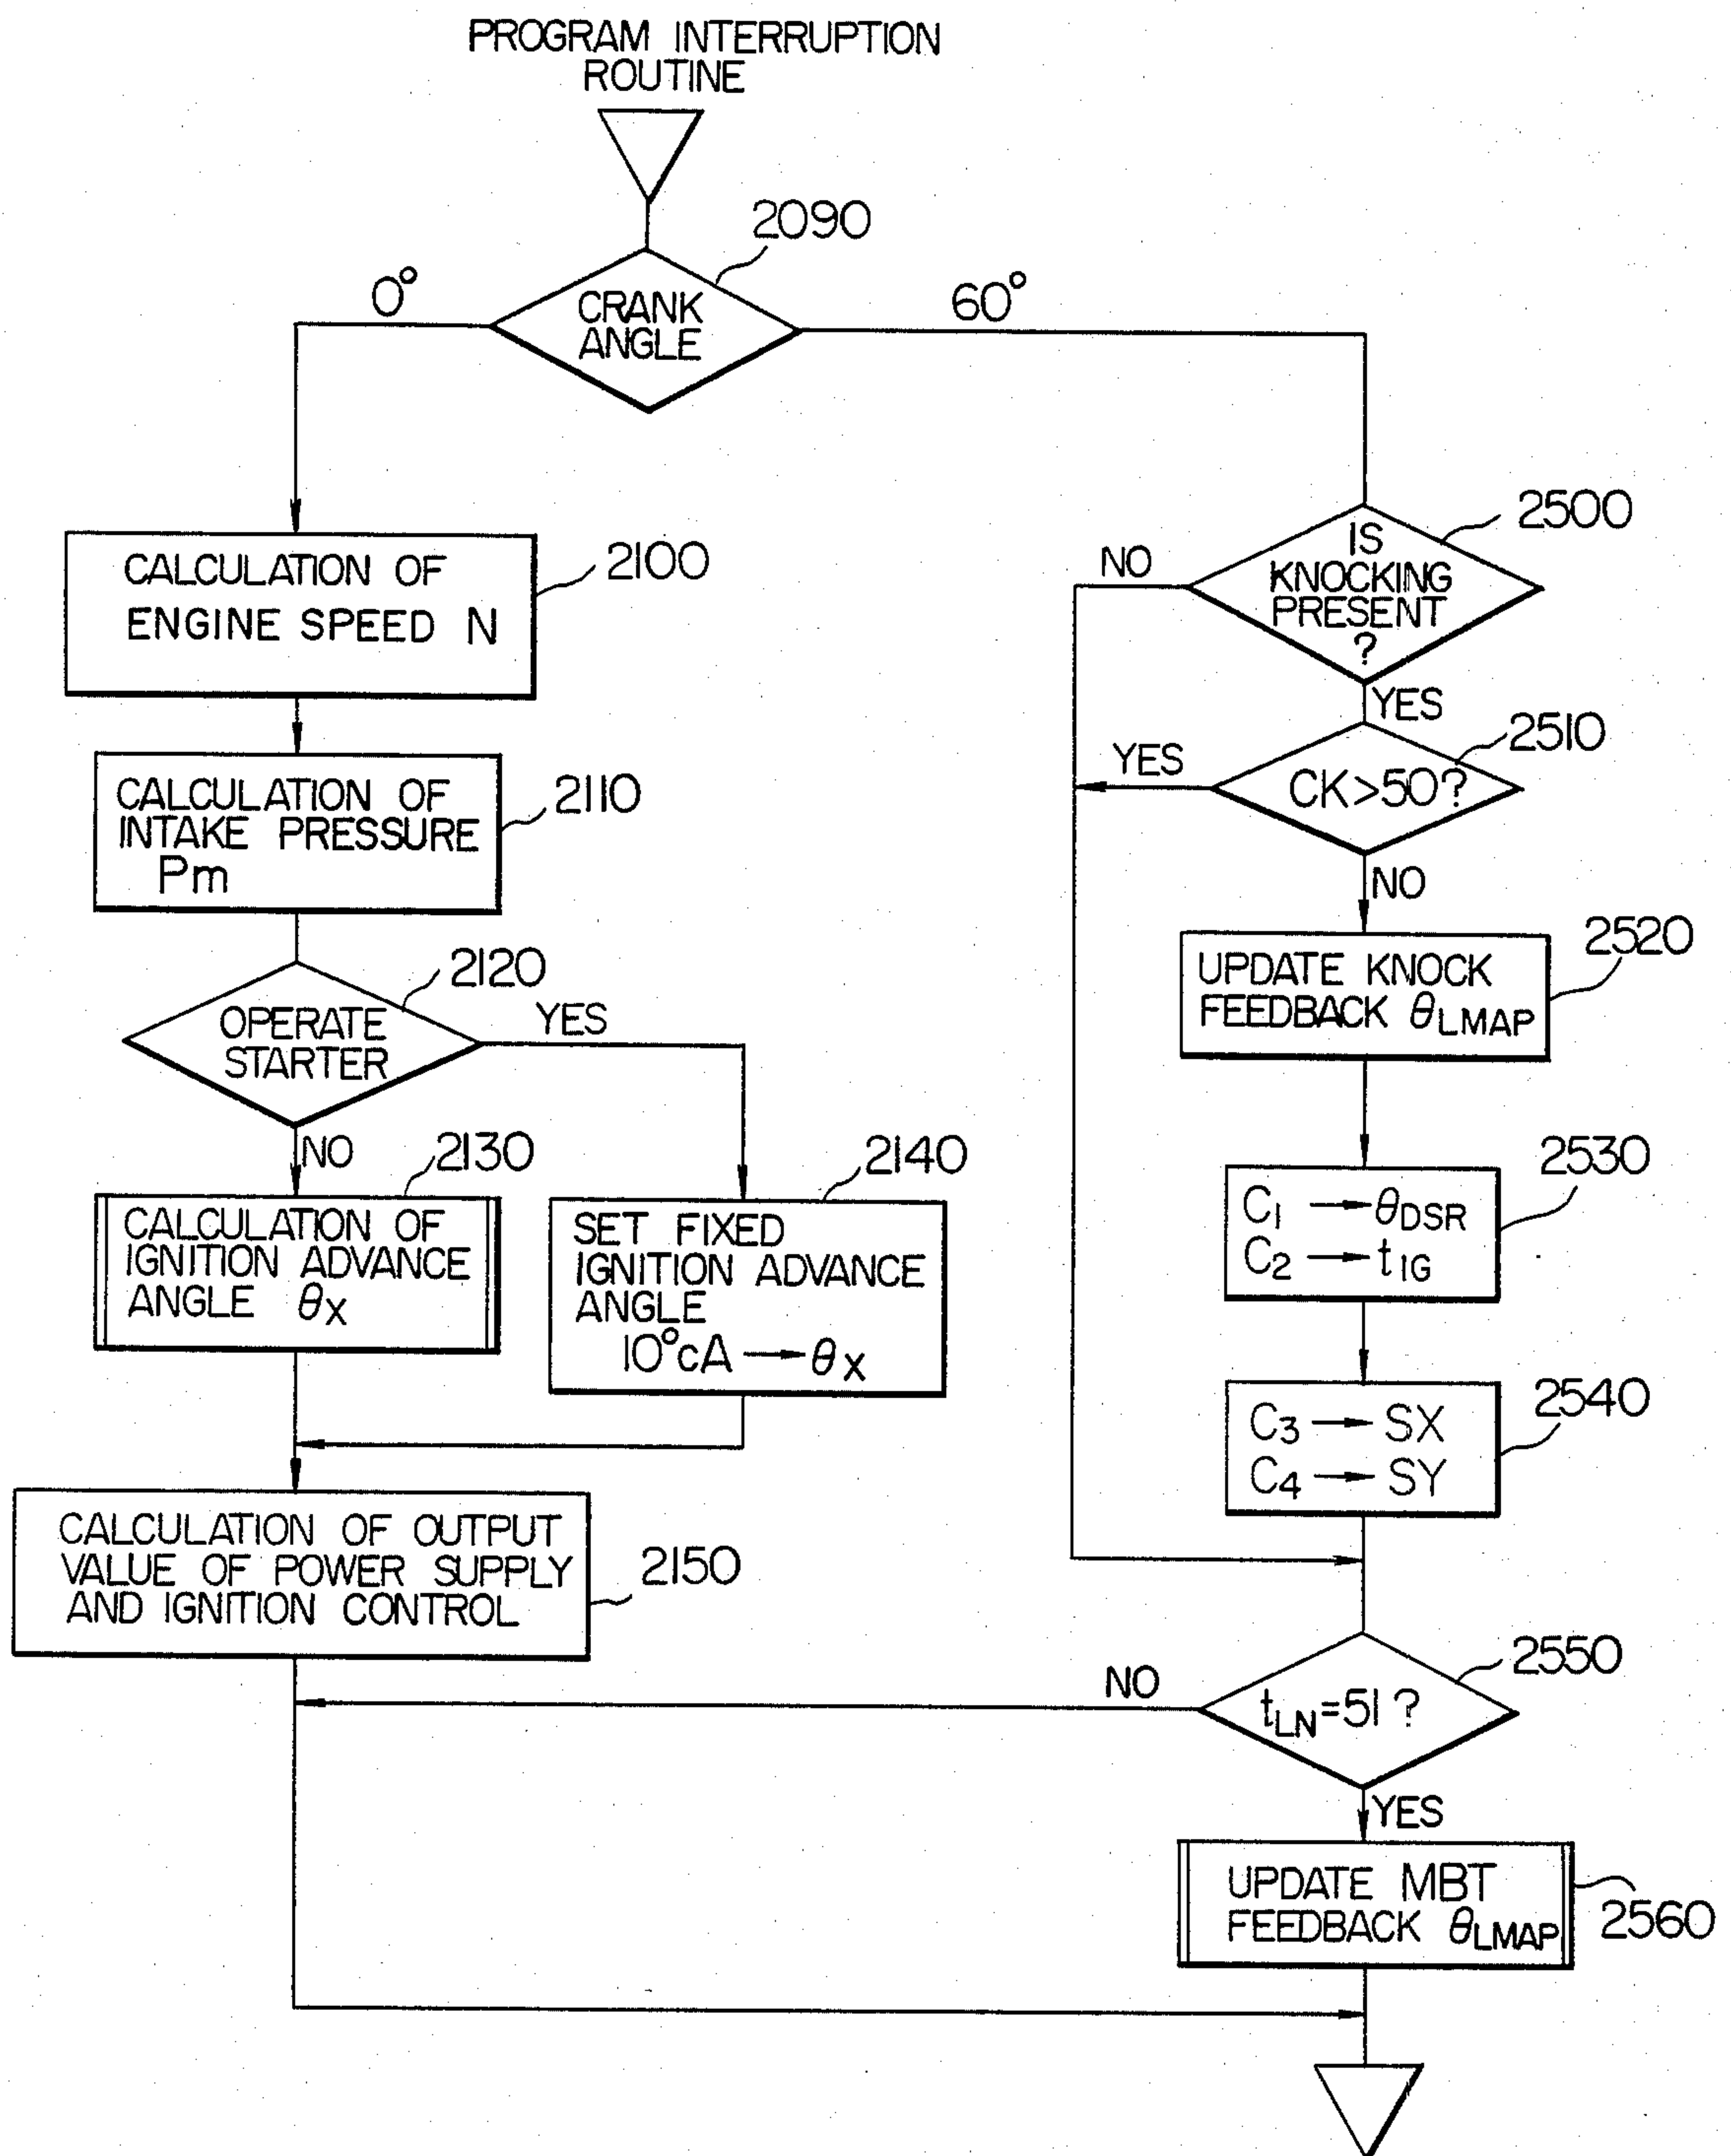 PROGRAM INTERRUPTION
ROUTINE
2090
0°
60°
CRANK
ANGLE
2500
IS
KNOCKING
PRESENT
?
NO
YES
2100
CALCULATION OF
ENGINE SPEED N
2510
CK>50?
YES
NO
2110
CALCULATION OF
INTAKE PRESSURE
Pm
2520
UPDATE KNOCK
FEEDBACK θLMAP
2120
OPERATE
STARTER
YES
NO
2130
CALCULATION OF
IGNITION ADVANCE
ANGLE θx
2140
SET FIXED
IGNITION ADVANCE
ANGLE
10°cA → θx
2530
C1 → θDSR
C2 → tIG
2540
C3 → SX
C4 → SY
2150
CALCULATION OF OUTPUT
VALUE OF POWER SUPPLY
AND IGNITION CONTROL
2550
tLN=51?
NO
YES
UPDATE MBT
FEEDBACK θLMAP
2560